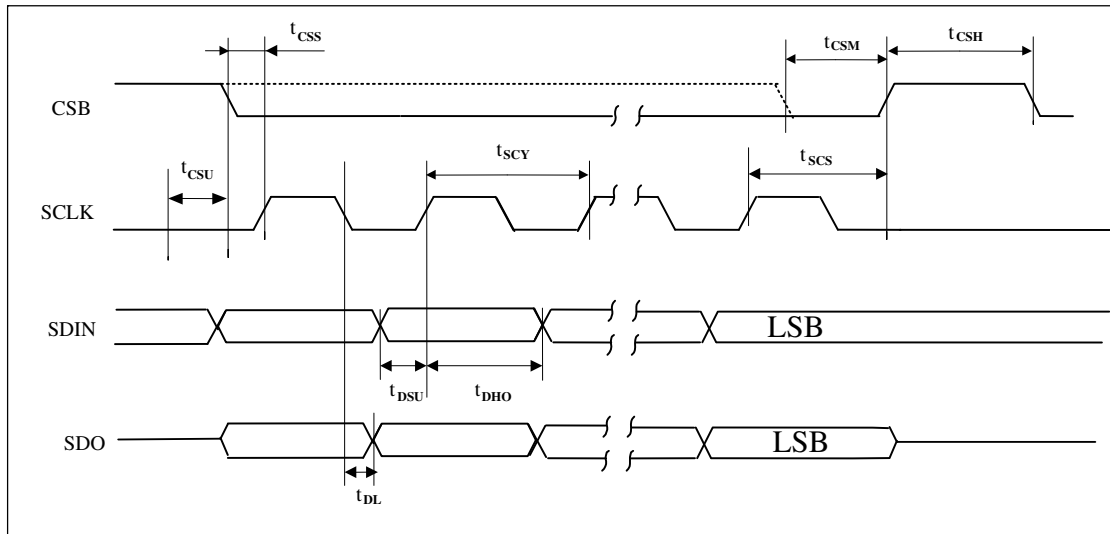 tCSS
tCSM
tCSH
CSB
tCSU
tSCY
tSCS
SCLK
SDIN
LSB
tDSU
tDHO
SDO
LSB
tDL